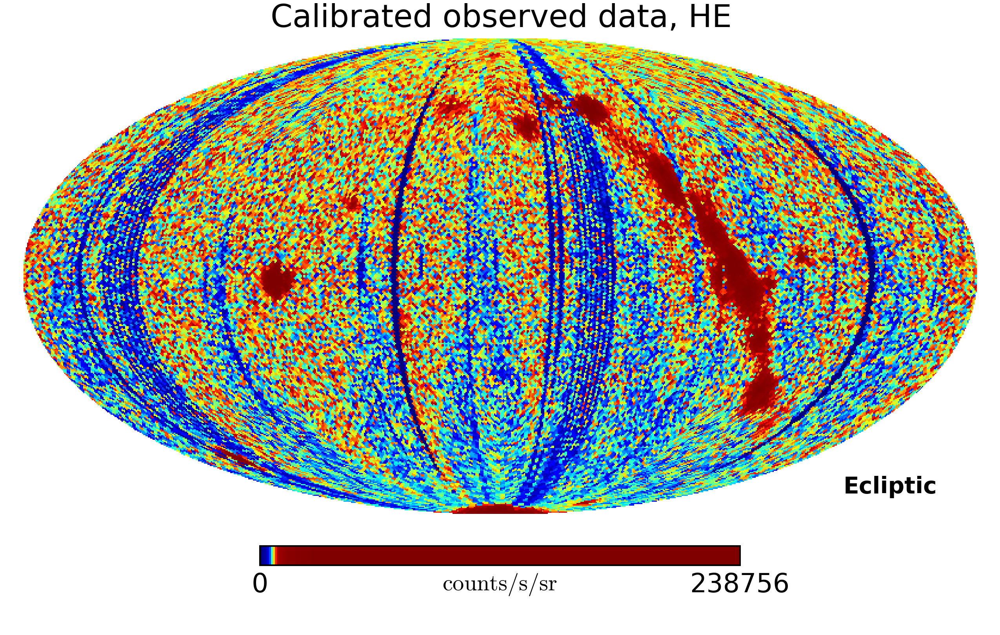 Calibrated observed data, HE
Ecliptic
0 counts/s/sr 238756